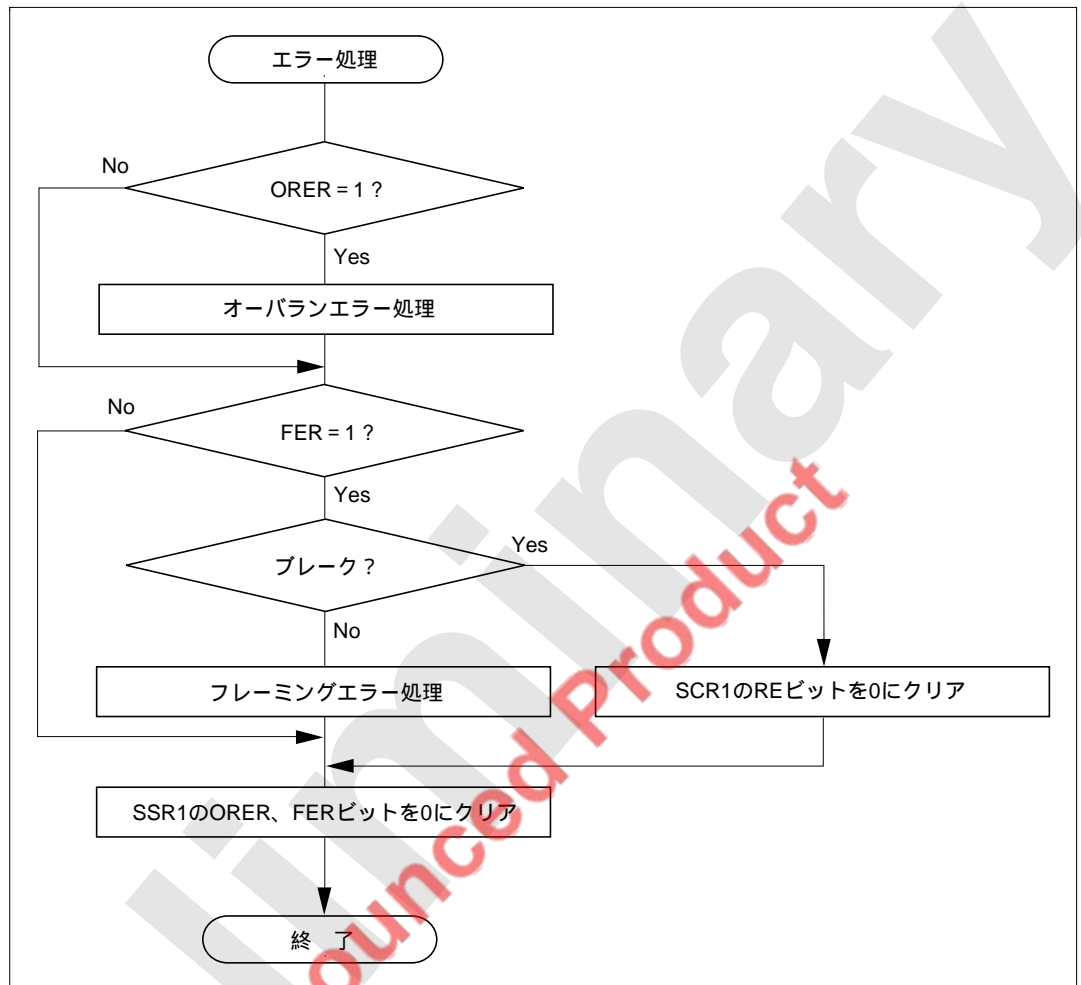 エラー処理
No
ORER = 1 ?
Yes
オーバランエラー処理
No
FER = 1 ?
Yes
ブレーク ?
Yes
No
フレーミングエラー処理
SCR1のREビットを0にクリア
SSR1のORER、FERビットを0にクリア
終 了
liminary
ounced Product